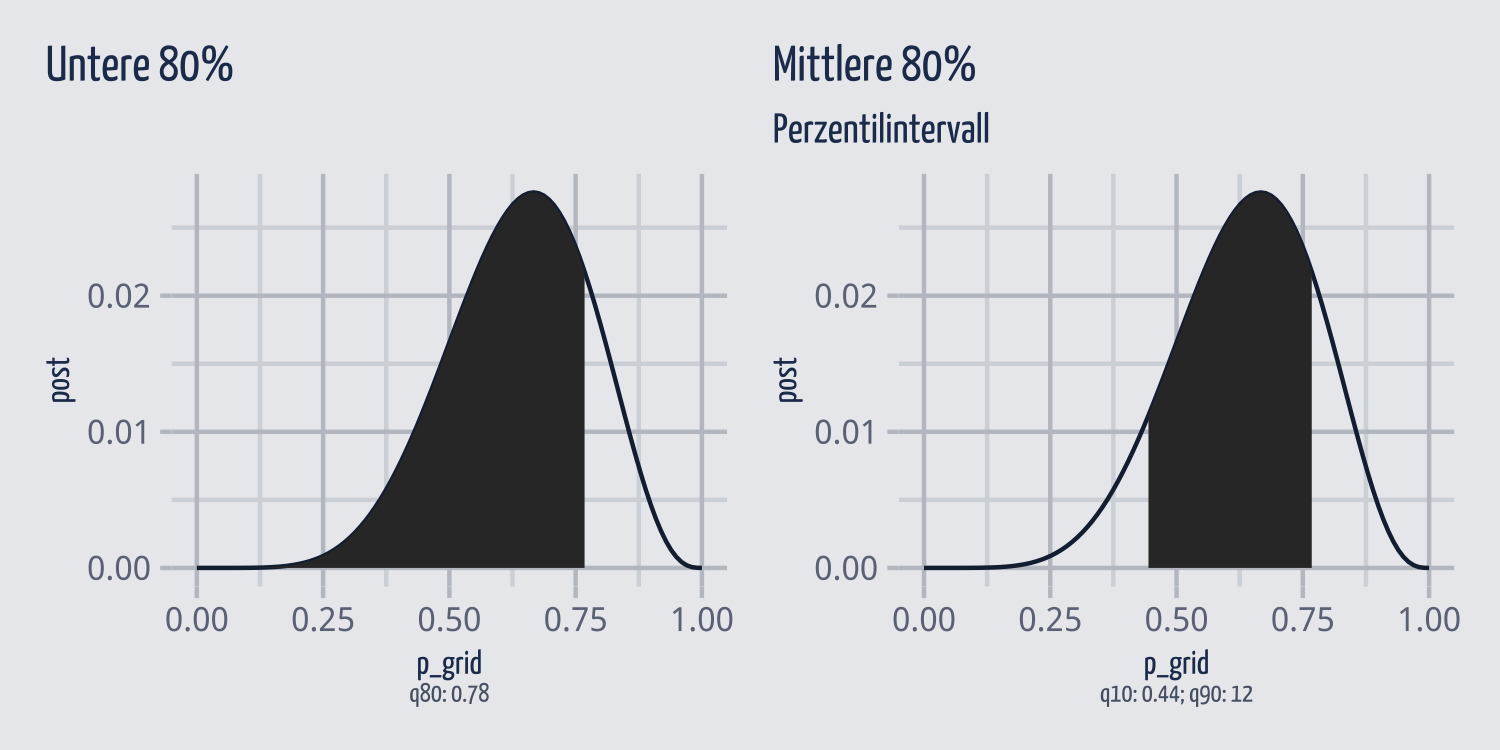 Untere 80%
0.02
0.01
0.00
post
0.00 0.25 0.50 0.75 1.00
p_grid
q80: 0.78
Mittlere 80%
Perzentilintervall
0.02
0.01
0.00
post
0.00 0.25 0.50 0.75 1.00
p_grid
q10: 0.44; q90: 12